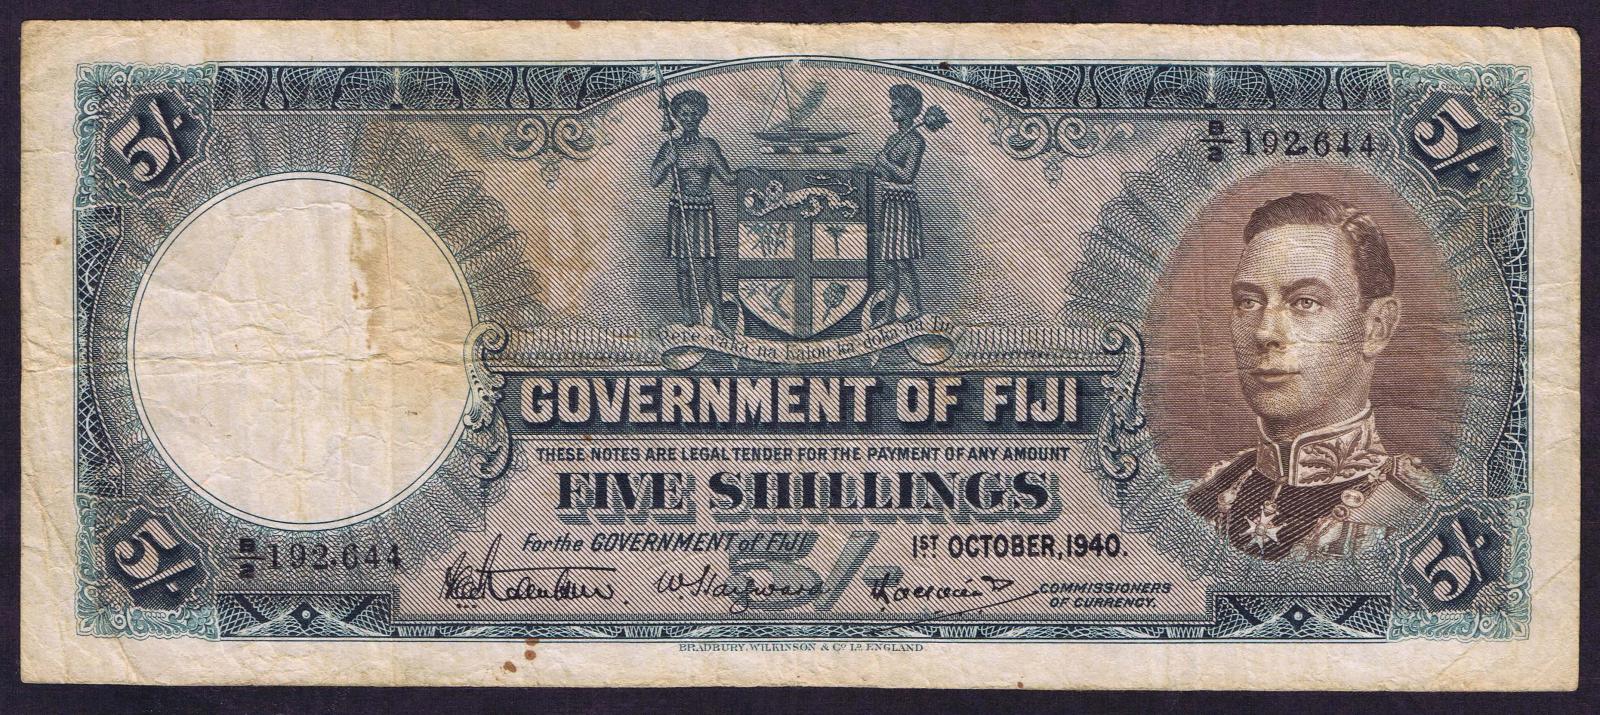 5/-
5/-
B/2 192,644
Rere vaka na kalou ka doka na Tui
GOVERNMENT OF FIJI
THESE NOTES ARE LEGAL TENDER FOR THE PAYMENT OF ANY AMOUNT
FIVE SHILLINGS
For the GOVERNMENT of FIJI
1ST OCTOBER, 1940.
5/-
B/2 192,644
W Hayward
COMMISSIONERS
OF CURRENCY.
5/-
5/-
BRADBURY, WILKINSON & Co. Ld. ENGLAND.